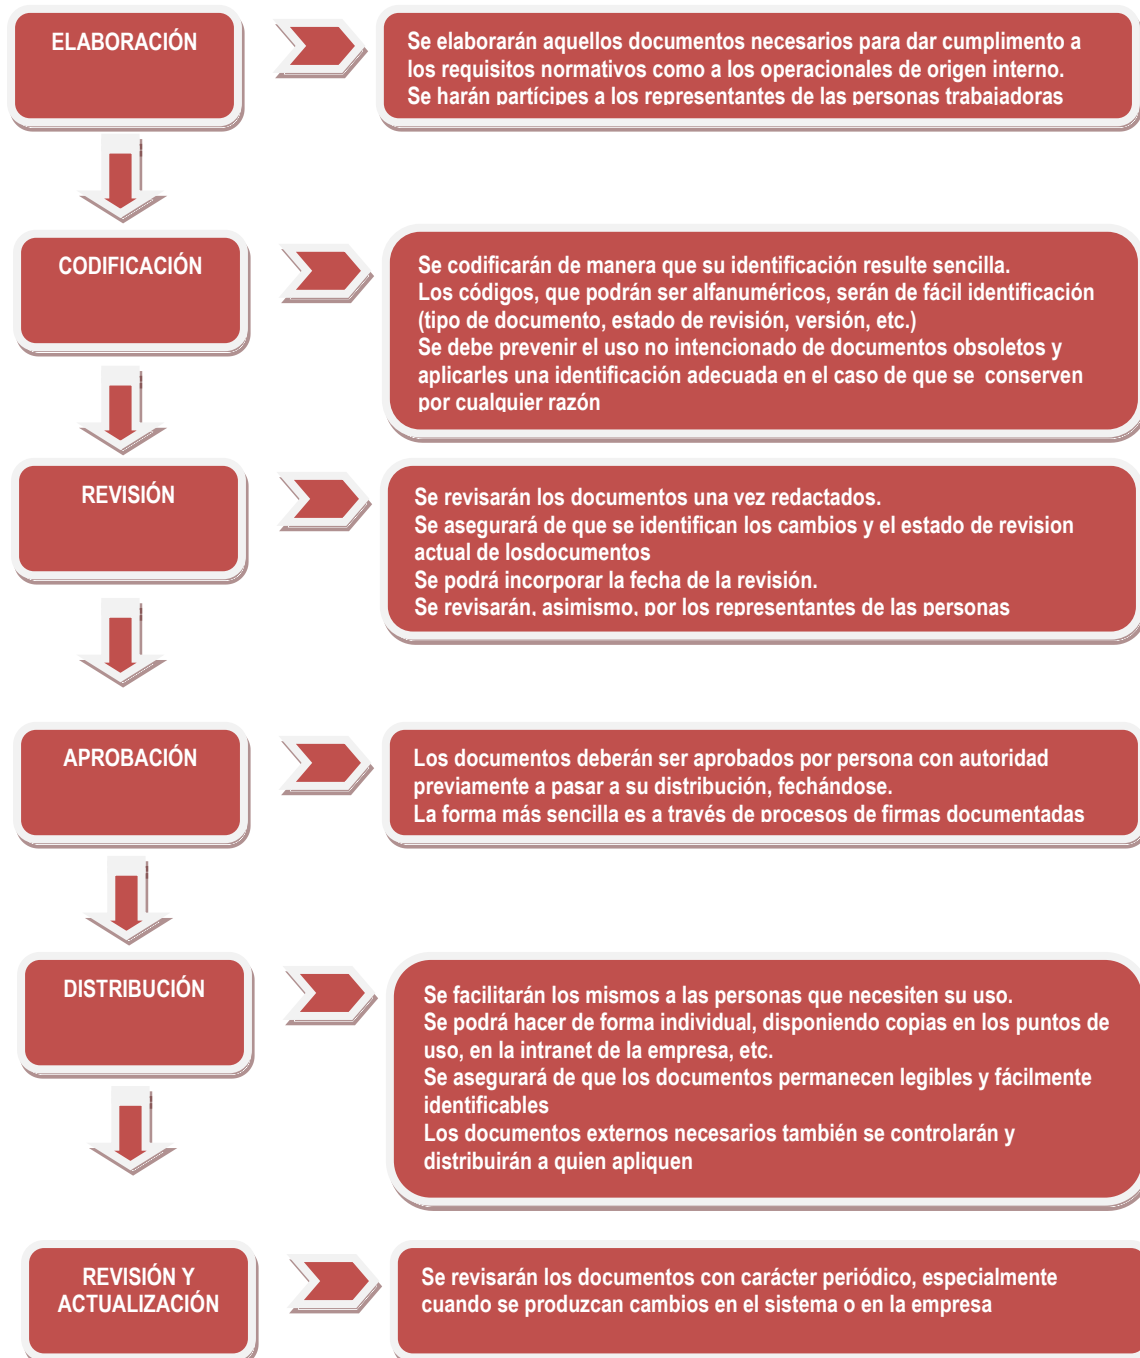 ELABORACIÓN
Se elaborarán aquellos documentos necesarios para dar cumplimento a
los requisitos normativos como a los operacionales de origen interno.
Se harán partícipes a los representantes de las personas trabajadoras
CODIFICACIÓN
Se codificarán de manera que su identificación resulte sencilla.
Los códigos, que podrán ser alfanuméricos, serán de fácil identificación
(tipo de documento, estado de revisión, versión, etc.)
Se debe prevenir el uso no intencionado de documentos obsoletos y
aplicarles una identificación adecuada en el caso de que se conserven
por cualquier razón
REVISIÓN
Se revisarán los documentos una vez redactados.
Se asegurará de que se identifican los cambios y el estado de revision
actual de losdocumentos
Se podrá incorporar la fecha de la revisión.
Se revisarán, asimismo, por los representantes de las personas
APROBACIÓN
Los documentos deberán ser aprobados por persona con autoridad
previamente a pasar a su distribución, fechándose.
La forma más sencilla es a través de procesos de firmas documentadas
DISTRIBUCIÓN
Se facilitarán los mismos a las personas que necesiten su uso.
Se podrá hacer de forma individual, disponiendo copias en los puntos de
uso, en la intranet de la empresa, etc.
Se asegurará de que los documentos permanecen legibles y fácilmente
identificables
Los documentos externos necesarios también se controlarán y
distribuirán a quien apliquen
REVISIÓN Y
ACTUALIZACIÓN
Se revisarán los documentos con carácter periódico, especialmente
cuando se produzcan cambios en el sistema o en la empresa